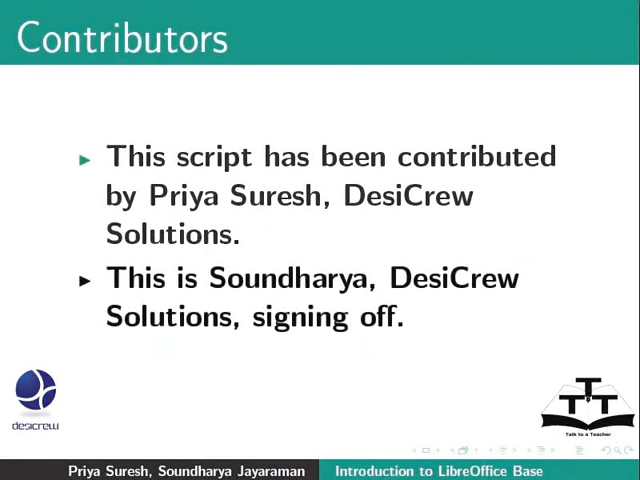 Contributors
This script has been contributed
by Priya Suresh, DesiCrew
Solutions.
This is Soundharya, DesiCrew
Solutions, signing off.
desicrew
T
T T
Talk to a Teacher
Priya Suresh, Soundharya Jayaraman
Introduction to LibreOffice Base